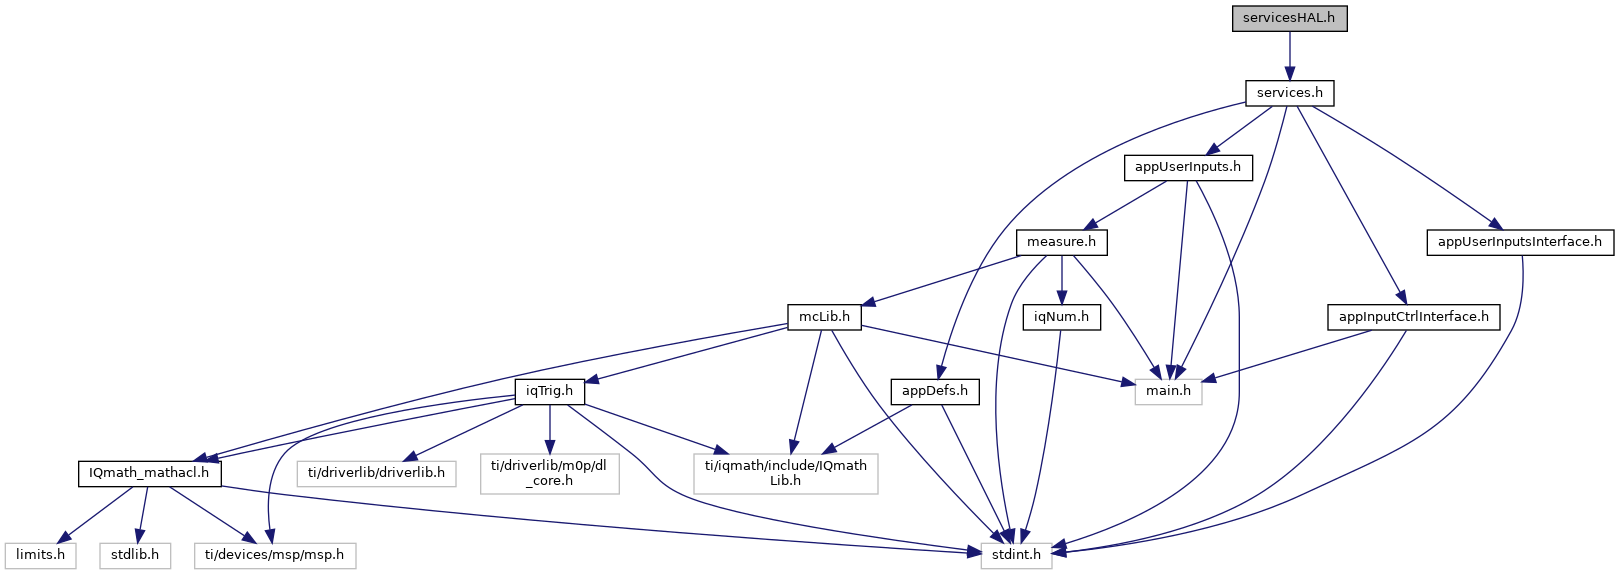 servicesHAL.h
services.h
appUserInputs.h
measure.h
appUserInputsInterface.h
mcLib.h
iqNum.h
appInputCtrlInterface.h
iqTrig.h
appDefs.h
main.h
IQmath_mathacl.h
ti/driverlib/driverlib.h
ti/driverlib/m0p/dl
_core.h
ti/iqmath/include/IQmath
Lib.h
limits.h
stdlib.h
ti/devices/msp/msp.h
stdint.h